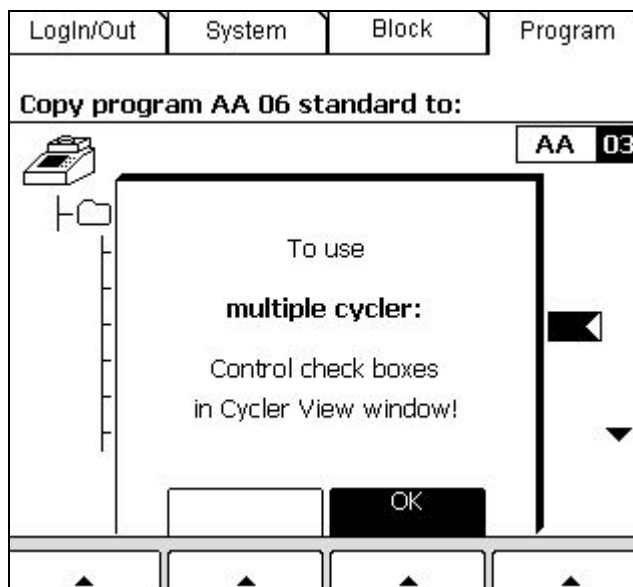 LogIn/Out System Block Program
Copy program AA 06 standard to:
AA 03
To use
multiple cycler:
Control check boxes
in Cycler View window!
OK